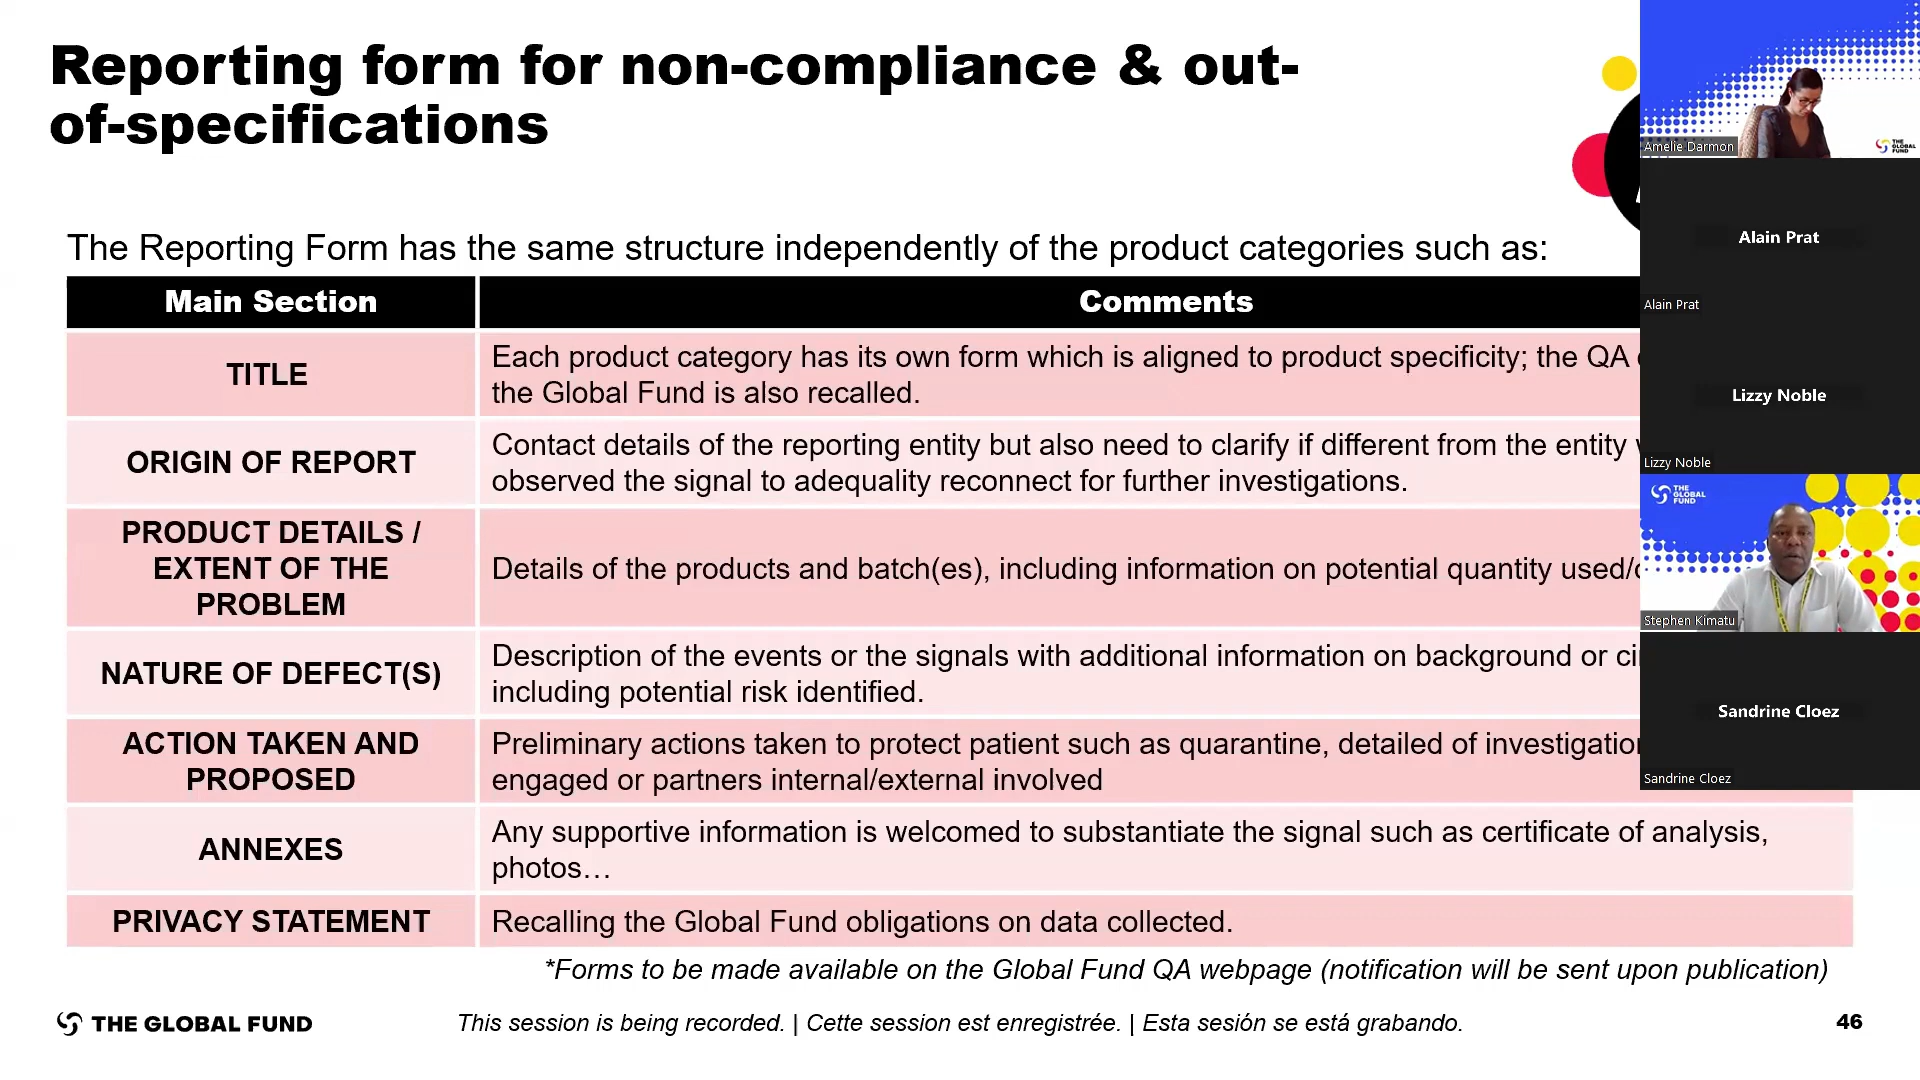 Reporting form for non-compliance & out-
of-specifications
The Reporting Form has the same structure independently of the product categories such as:
Main Section
Comments
TITLE
Each product category has its own form which is aligned to product specificity; the QA
the Global Fund is also recalled.
ORIGIN OF REPORT
Contact details of the reporting entity but also need to clarify if different from the entity
observed the signal to adequality reconnect for further investigations.
PRODUCT DETAILS /
EXTENT OF THE
PROBLEM
Details of the products and batch(es), including information on potential quantity used/
NATURE OF DEFECT(S)
Description of the events or the signals with additional information on background or
including potential risk identified.
ACTION TAKEN AND
PROPOSED
Preliminary actions taken to protect patient such as quarantine, detailed of
engaged or partners internal/external involved
ANNEXES
Any supportive information is welcomed to substantiate the signal such as certificate of analysis,
photos…
PRIVACY STATEMENT
Recalling the Global Fund obligations on data collected.
*Forms to be made available on the Global Fund QA webpage (notification will be sent upon publication)
THE GLOBAL FUND
This session is being recorded. | Cette session est enregistrée. | Esta sesión se está grabando.
46
THE
GLOBAL
FUND
Amelie Darmon
Alain Prat
Alain Prat
Lizzy Noble
Lizzy Noble
THE
GLOBAL
FUND
Stephen Kimatu
Sandrine Cloez
Sandrine Cloez